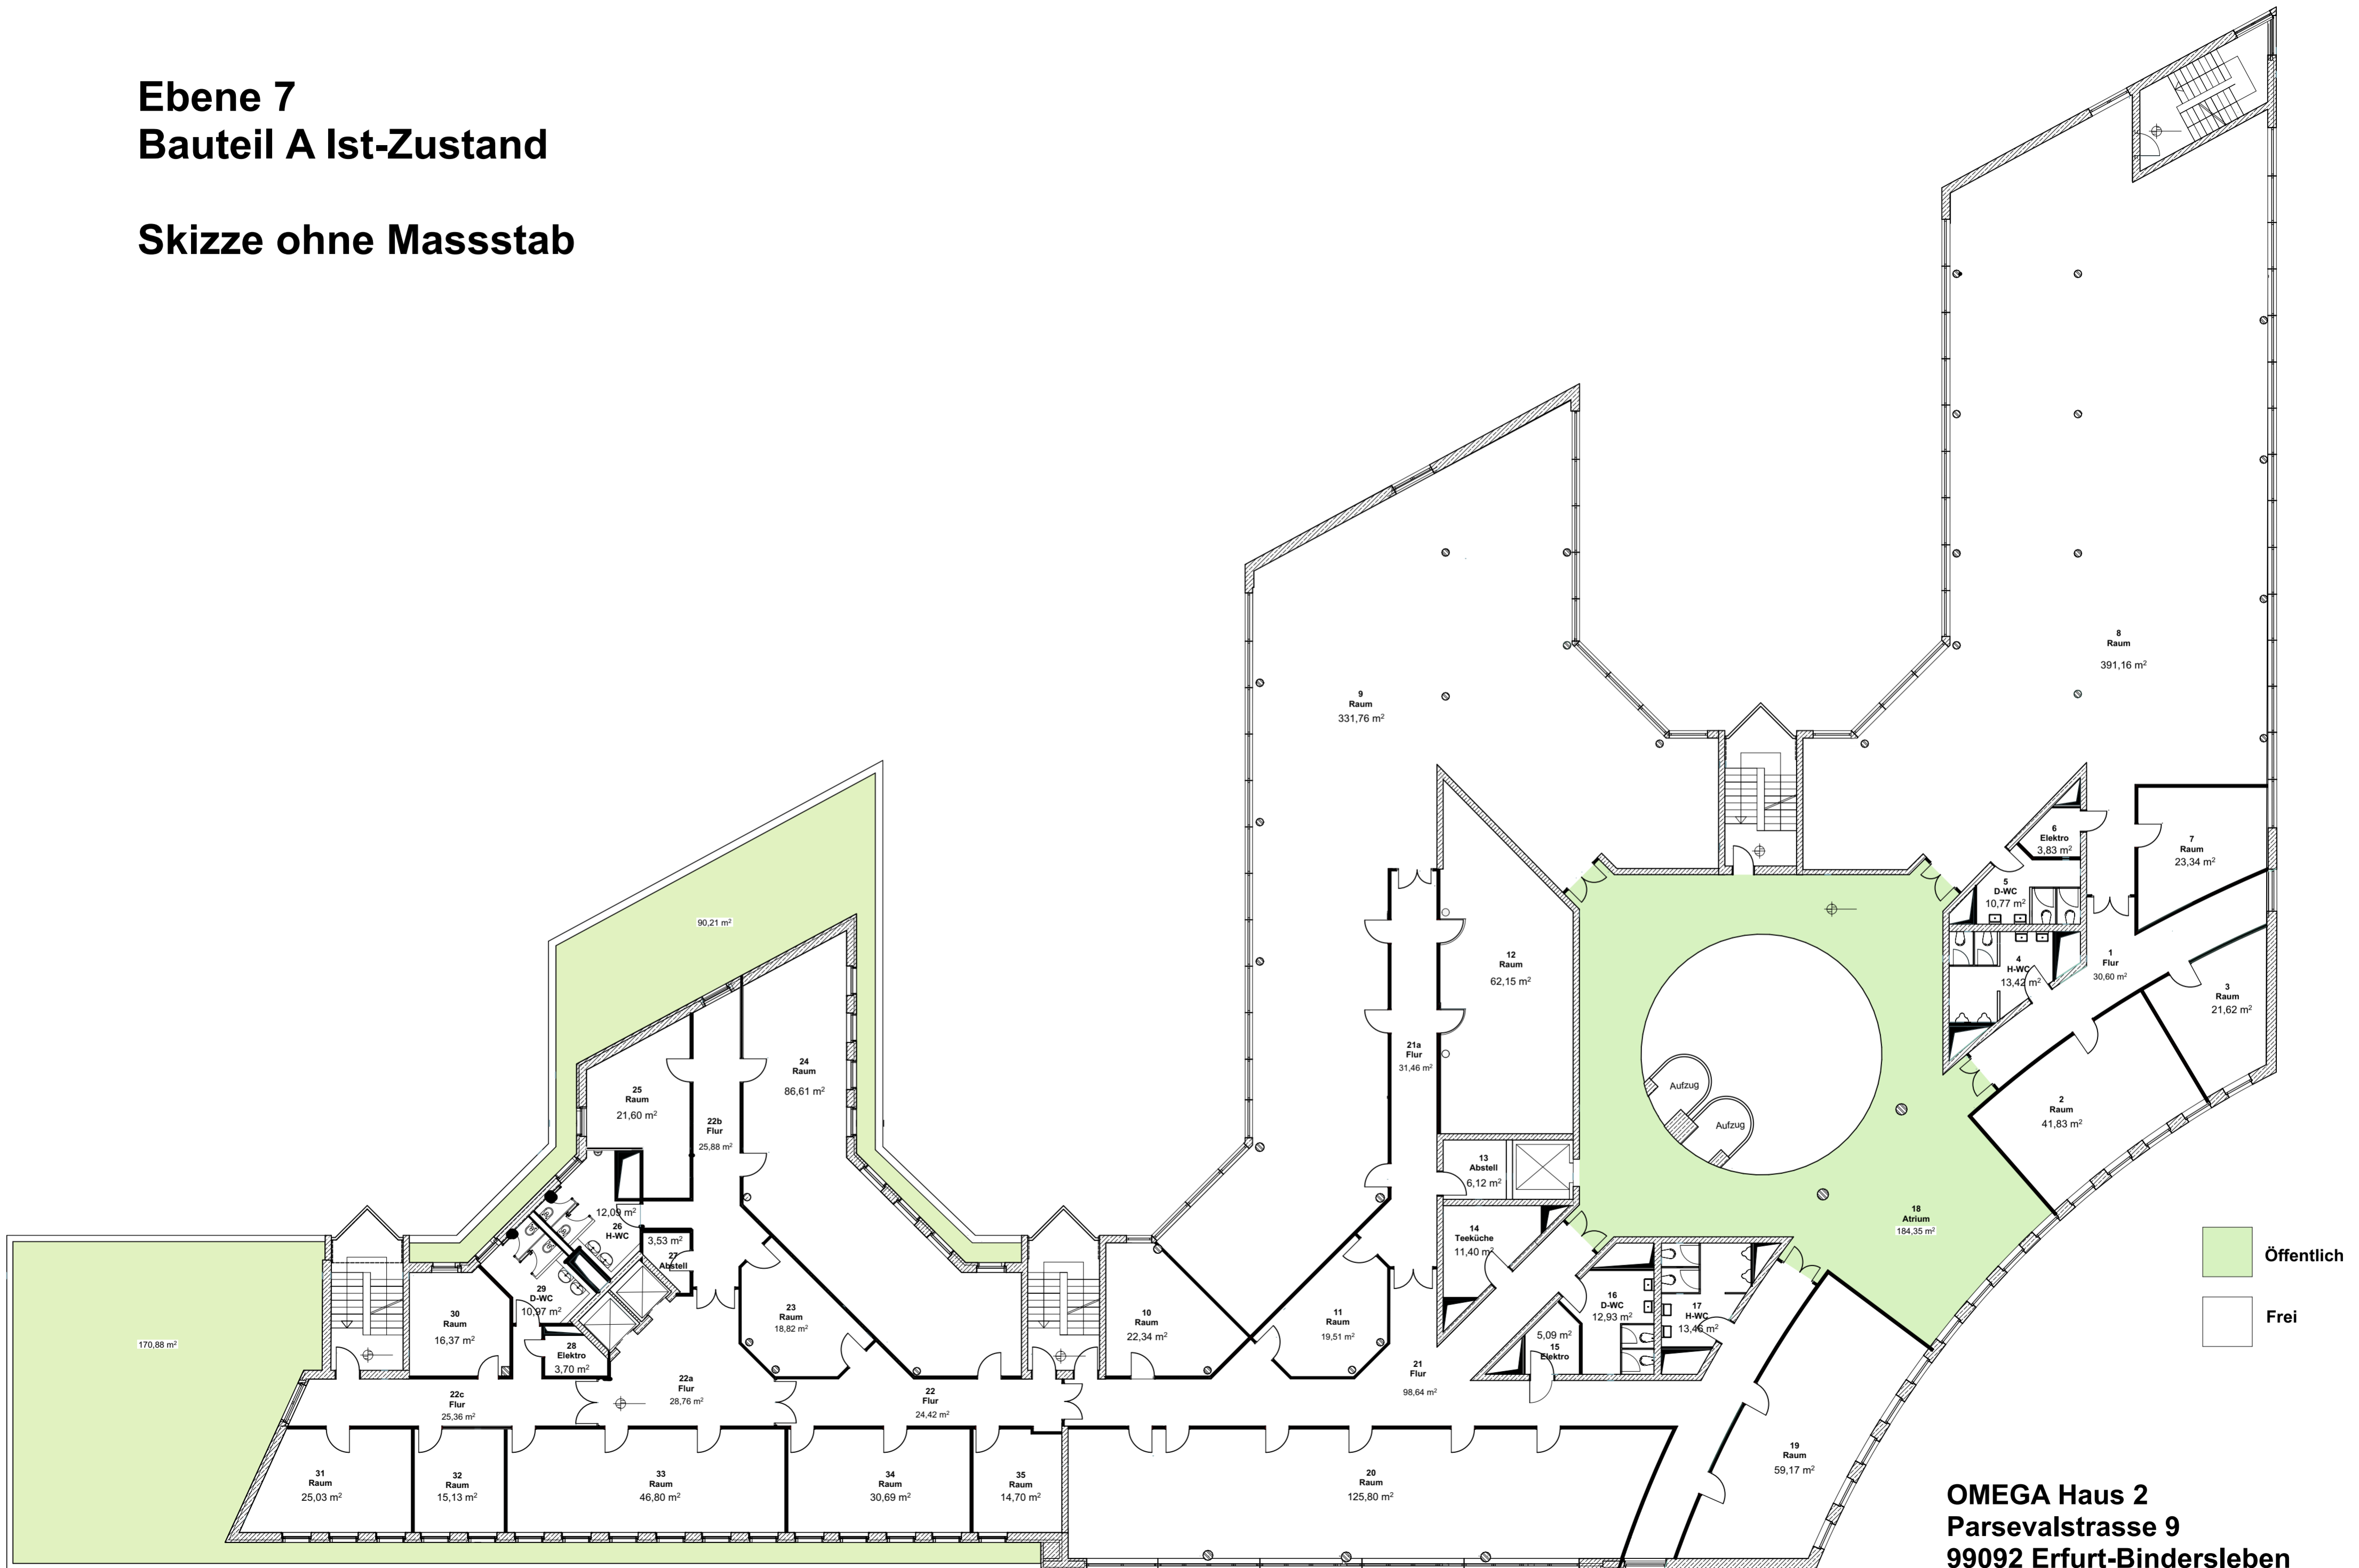 Ebene 7
Bauteil A Ist-Zustand
Skizze ohne Massstab
8
Raum
391,16 m²
9
Raum
331,76 m²
6
Elektro
3,83 m²
7
Raum
23,34 m²
5
D-WC
10,77 m²
4
H-WC
13,42 m²
1
Flur
30,60 m²
3
Raum
21,62 m²
2
Raum
41,83 m²
12
Raum
62,15 m²
21a
Flur
31,46 m²
Aufzug
Aufzug
13
Abstell
6,12 m²
14
Teeküche
11,40 m²
18
Atrium
184,35 m²
90,21 m²
24
Raum
86,61 m²
25
Raum
21,60 m²
22b
Flur
25,88 m²
12,09 m²
26
H-WC
3,53 m²
27
Abstell
29
D-WC
10,97 m²
30
Raum
16,37 m²
28
Elektro
3,70 m²
23
Raum
18,82 m²
10
Raum
22,34 m²
11
Raum
19,51 m²
16
D-WC
12,93 m²
17
H-WC
13,46 m²
5,09 m²
15
Elektro
170,88 m²
22c
Flur
25,36 m²
22a
Flur
28,76 m²
22
Flur
24,42 m²
21
Flur
98,64 m²
31
Raum
25,03 m²
32
Raum
15,13 m²
33
Raum
46,80 m²
34
Raum
30,69 m²
35
Raum
14,70 m²
20
Raum
125,80 m²
19
Raum
59,17 m²
Öffentlich
Frei
OMEGA Haus 2
Parsevalstrasse 9
99092 Erfurt-Bindersleben